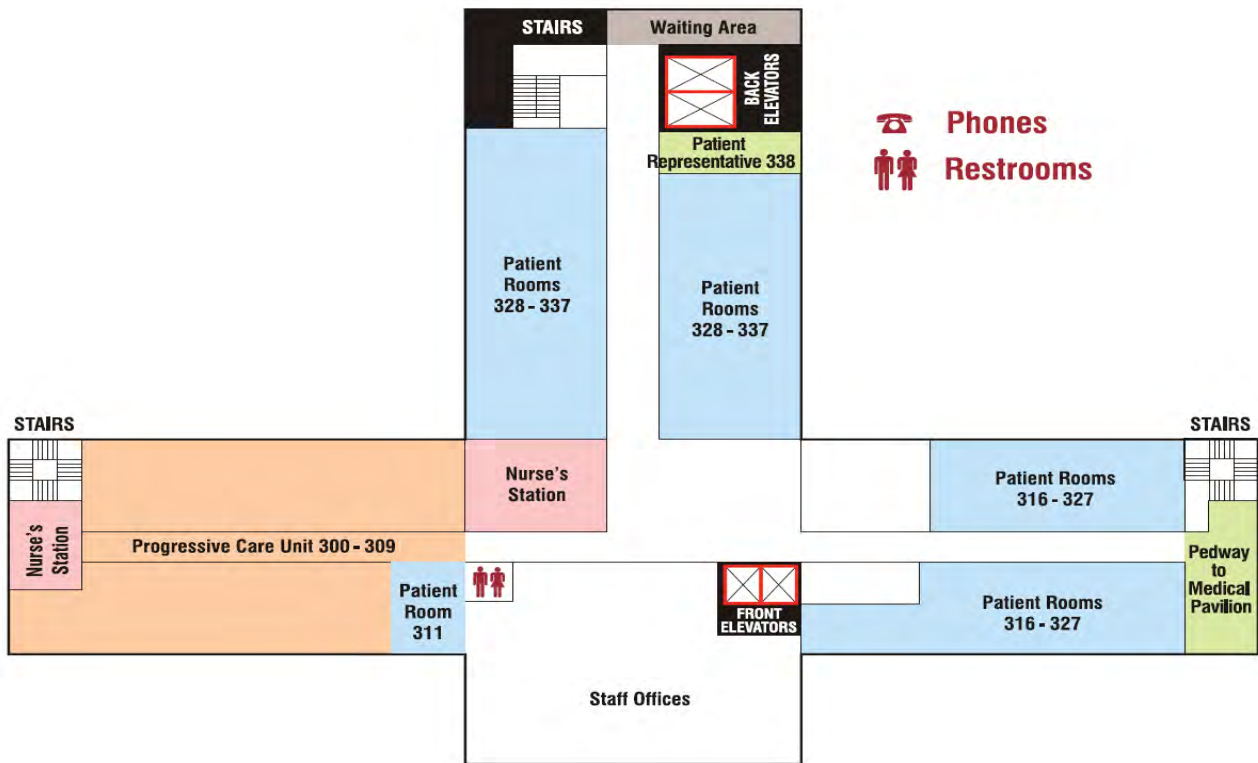 STAIRS
Waiting Area
BACK
ELEVATORS
Phones
Restrooms
Patient
Representative 338
Patient
Rooms
328 - 337
Patient
Rooms
328 - 337
STAIRS
STAIRS
Nurse's
Station
Patient Rooms
316 - 327
Nurse's
Station
Progressive Care Unit 300 - 309
Pedway
to
Medical
Pavilion
Patient
Room
311
FRONT
ELEVATORS
Patient Rooms
316 - 327
Staff Offices